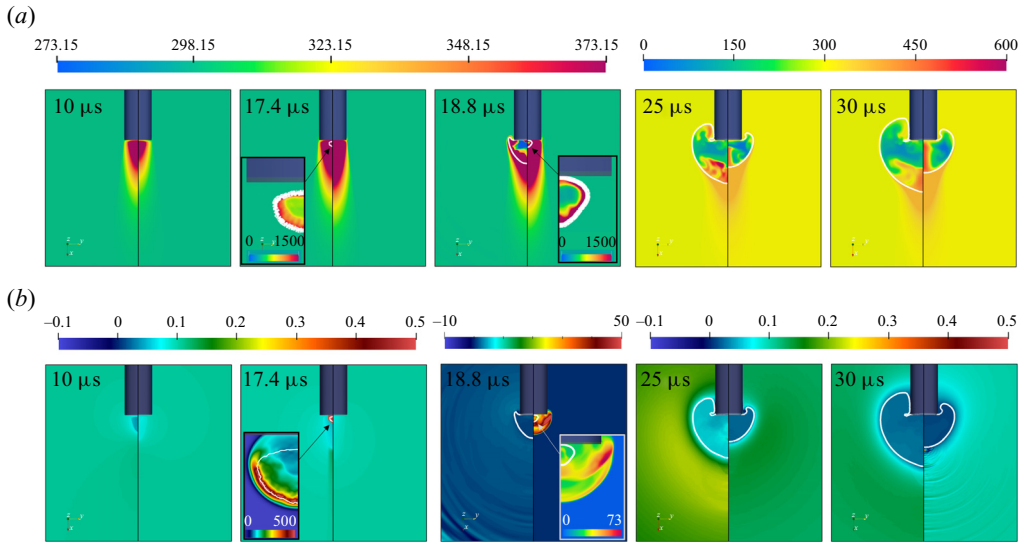 (a)
273.15 298.15 323.15 348.15 373.15 0 150 300 450 600
10 μs 17.4 μs 18.8 μs 25 μs 30 μs
0 1500 0 1500
z y x z y x z y x z y z y
(b)
–0.1 0 0.1 0.2 0.3 0.4 0.5 –10 50 –0.1 0 0.1 0.2 0.3 0.4 0.5
10 μs 17.4 μs 18.8 μs 25 μs 30 μs
0 500 0 73
z y x z y x z y x z y x z y x